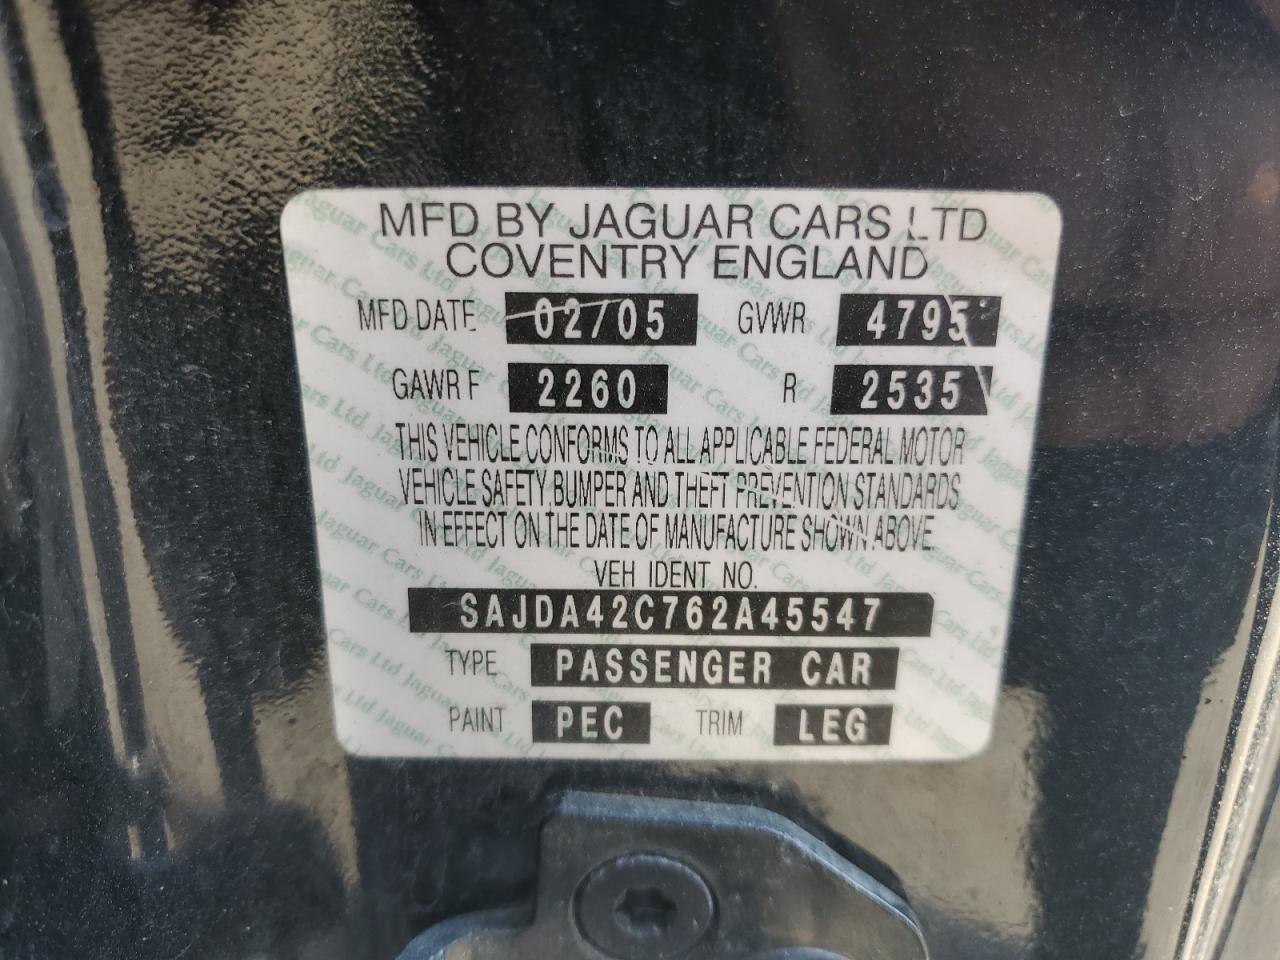 MFD BY JAGUAR CARS LTD
COVENTRY ENGLAND
MFD DATE 02/05 GVWR 4795
GAWR F 2260 R 2535
THIS VEHICLE CONFORMS TO ALL APPLICABLE FEDERAL MOTOR
VEHICLE SAFETY BUMPER AND THEFT PREVENTION STANDARDS
IN EFFECT ON THE DATE OF MANUFACTURE SHOWN ABOVE.
VEH IDENT NO.
SAJDA42C762A45547
TYPE PASSENGER CAR
PAINT PEC TRIM LEG